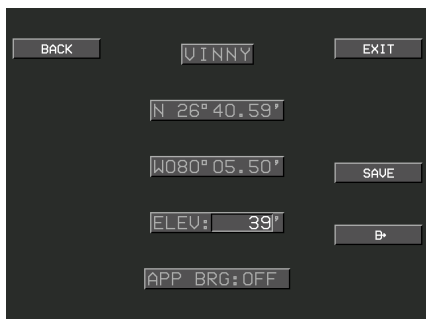 BACK VINNY EXIT
N 26°40.59'
W080°05.50'
SAVE
ELEV: 39'
D→
APP BRG:OFF